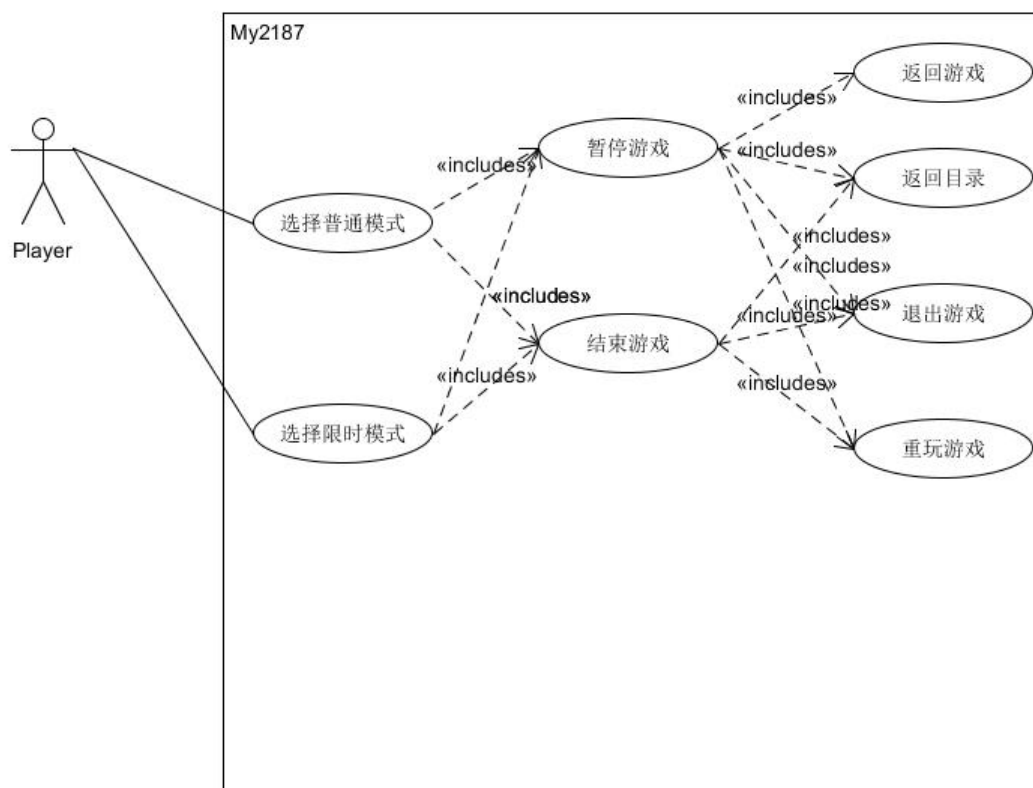 My2187
返回游戏
«includes»
暂停游戏
«includes»
«includes»
返回目录
Player
选择普通模式
«includes»
«includes»
«includes»
«includes»
«includes»
«includes»
退出游戏
结束游戏
«includes»
«includes»
选择限时模式
重玩游戏